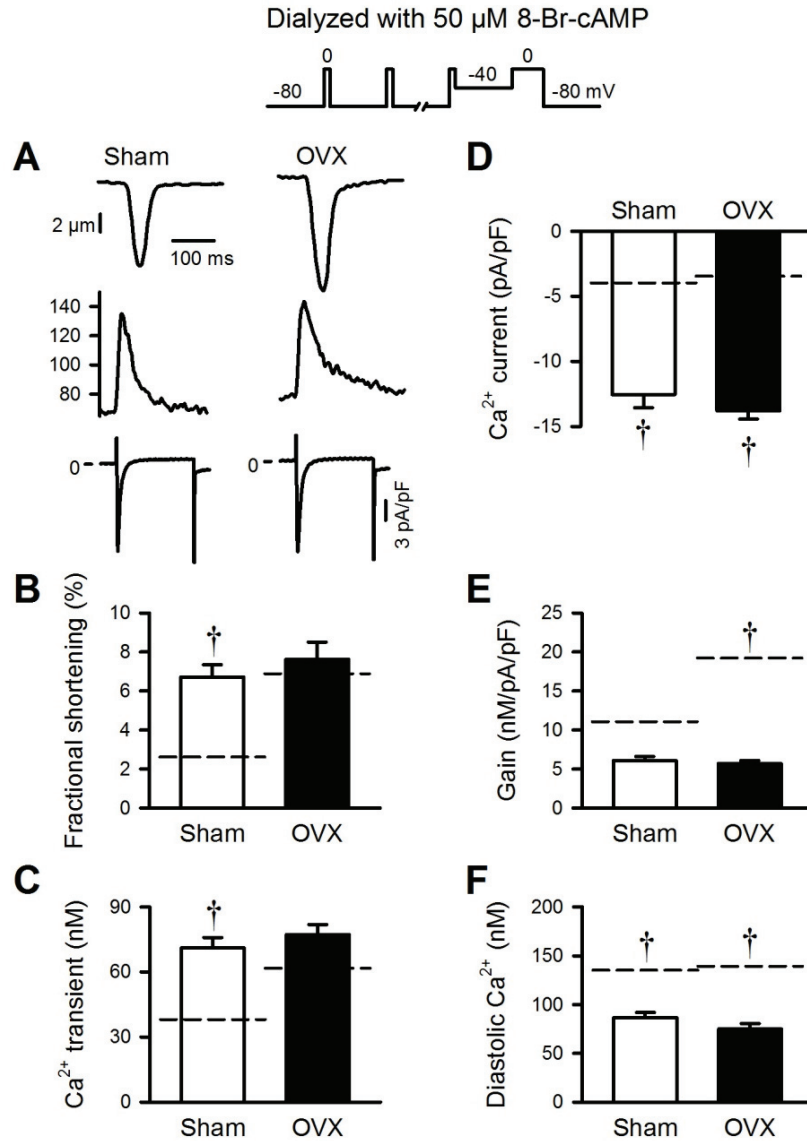 Dialyzed with 50 µM 8-Br-cAMP
0 0
-80 -40 -80 mV
A
Sham OVX
2 µm
100 ms
140
120
100
80
0 0
3 pA/pF
B
Fractional shortening (%)
10
8
6
4
2
0
†
Sham OVX
C
Ca²⁺ transient (nM)
90
60
30
0
†
Sham OVX
D
Sham OVX
Ca²⁺ current (pA/pF)
0
-5
-10
-15
† †
E
Gain (nM/pA/pF)
25
20
15
10
5
0
†
Sham OVX
F
Diastolic Ca²⁺ (nM)
200
150
100
50
0
† †
Sham OVX